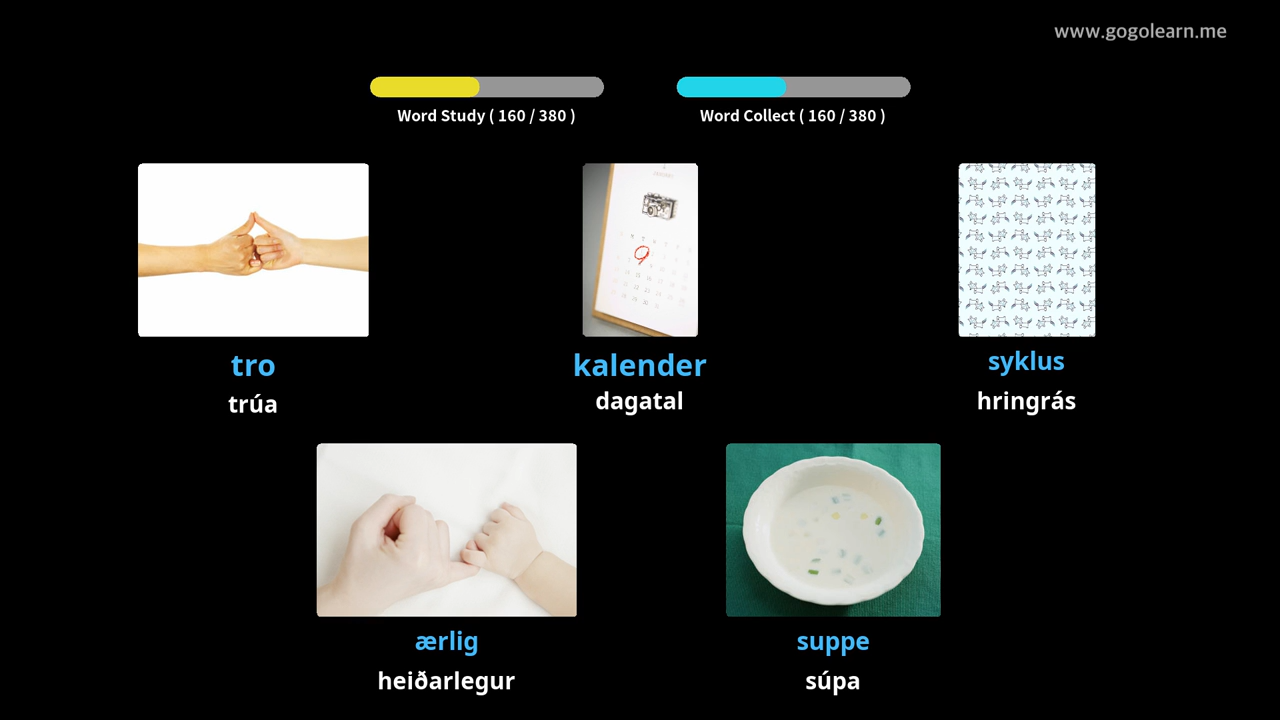 www.gogolearn.me
Word Study ( 160 / 380 )
Word Collect ( 160 / 380 )
tro
trúa
kalender
dagatal
syklus
hringrás
ærlig
heiðarlegur
suppe
súpa